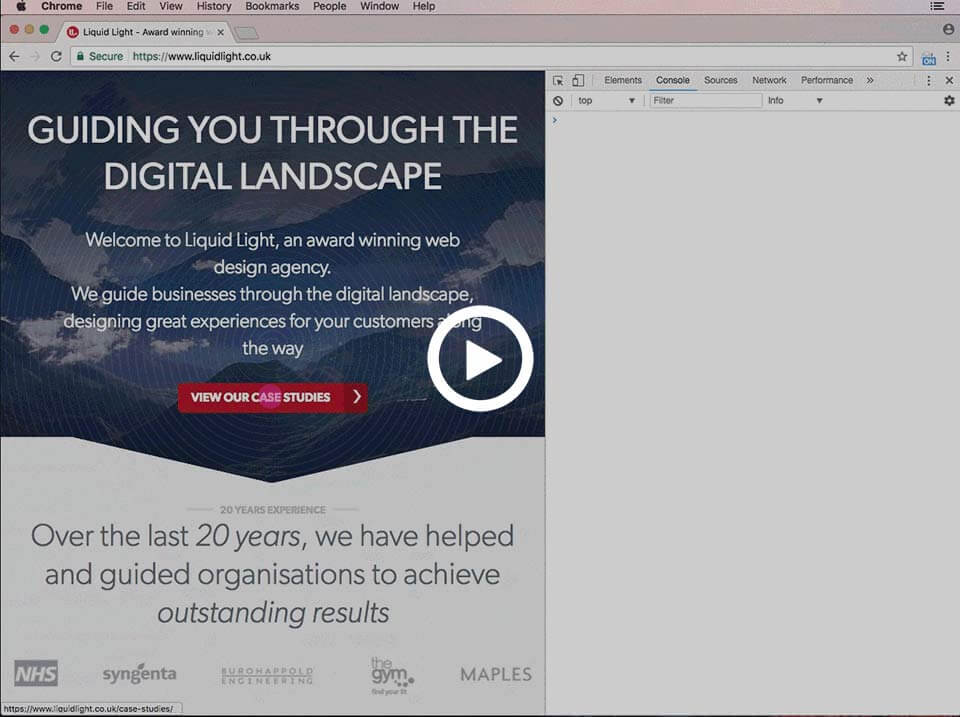 Chrome File Edit View History Bookmarks People Window Help
Liquid Light - Award winning w
Secure https://www.liquidlight.co.uk
ON
Elements Console Sources Network Performance
top Filter Info
GUIDING YOU THROUGH THE
DIGITAL LANDSCAPE
Welcome to Liquid Light, an award winning web
design agency.
We guide businesses through the digital landscape,
designing great experiences for your customers along
the way
VIEW OUR CASE STUDIES
20 YEARS EXPERIENCE
Over the last 20 years, we have helped
and guided organisations to achieve
outstanding results
NHS syngenta BUROHAPPOLD ENGINEERING the gym find your fit MAPLES
https://www.liquidlight.co.uk/case-studies/